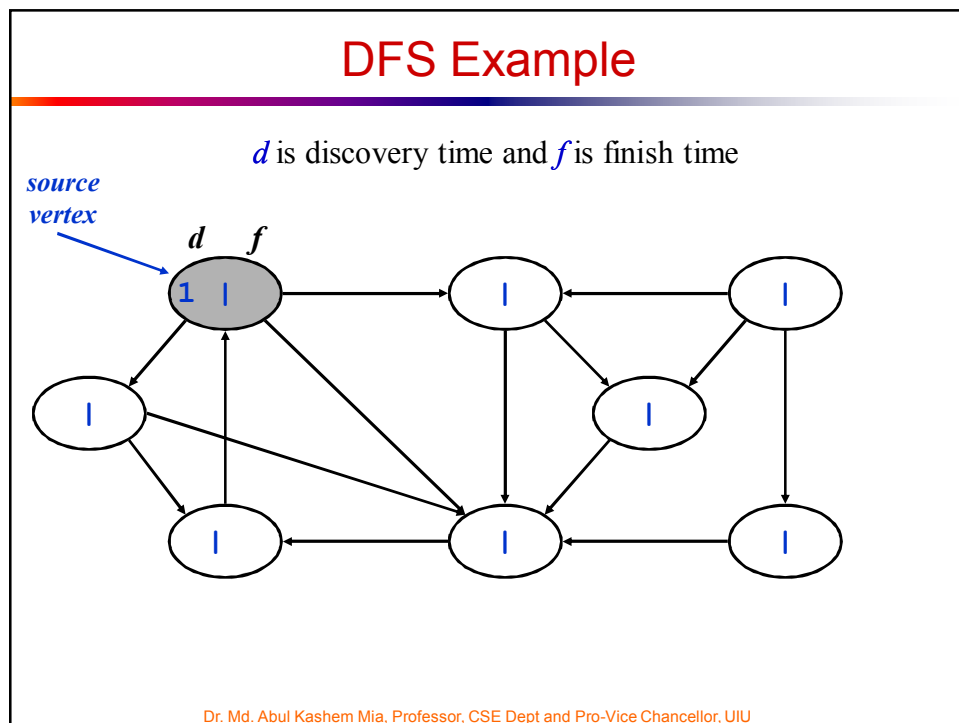 DFS Example
d is discovery time and f is finish time
source
vertex
d f
1 | | |
| |
| | |
Dr. Md. Abul Kashem Mia, Professor, CSE Dept and Pro-Vice Chancellor, UIU